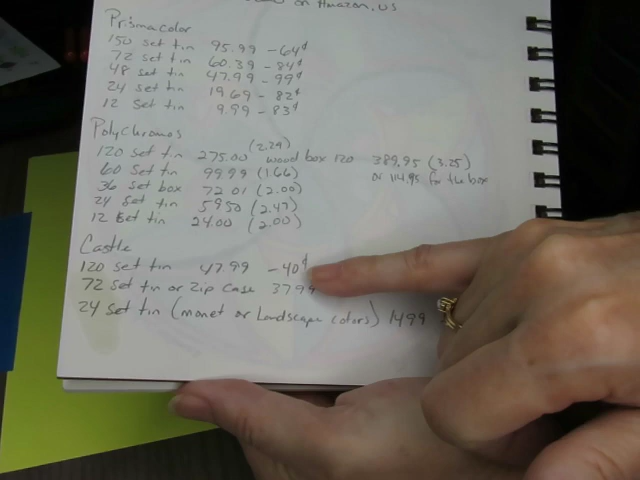 on Amazon, US
Prismacolor
150 set tin 95.99 - 64¢
72 set tin 60.39 - 84¢
48 set tin 47.99 - 99¢
24 set tin 19.69 - 82¢
12 set tin 9.99 - 83¢
Polychromos
120 set tin 275.00 (2.29) wood box 120 389.95 (3.25)
60 set tin 99.99 (1.66) or 114.95 for the box
36 set box 72.01 (2.00)
24 set tin 59.50 (2.47)
12 set tin 24.00 (2.00)
Castle
120 set tin 47.99 - 40¢
72 set tin or Zip Case 37.99
24 set tin (monet or Landscape colors) 1499